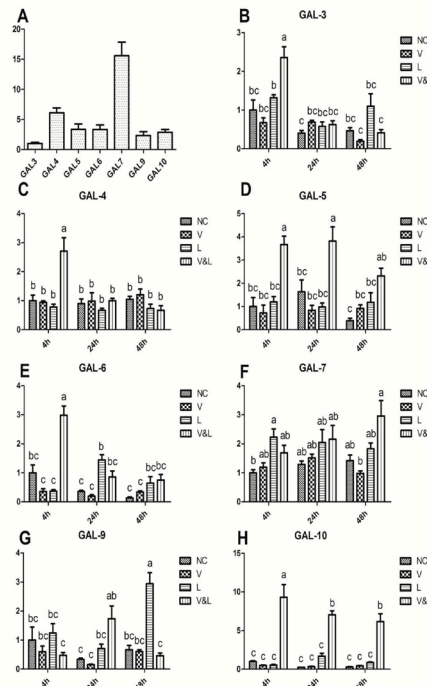 A
20
15
10
5
0
GAL3 GAL4 GAL5 GAL6 GAL7 GAL9 GAL10
B
GAL-3
3
2
1
0
bc bc b a c bc bc bc bc c bc bc
4h 24h 48h
NC
V
L
V&L
C
GAL-4
4
3
2
1
0
b b b a b b b b b b b b
4h 24h 48h
NC
V
L
V&L
D
GAL-5
5
4
3
2
1
0
bc bc bc a bc bc bc a c bc bc ab
4h 24h 48h
NC
V
L
V&L
E
GAL-6
4
3
2
1
0
bc c c a c c b bc c c bc bc
4h 24h 48h
NC
V
L
V&L
F
GAL-7
4
3
2
1
0
b ab a ab ab ab ab ab ab b ab a
4h 24h 48h
NC
V
L
V&L
G
GAL-9
4
3
2
1
0
bc bc bc c c c bc ab bc bc a c
4h 24h 48h
NC
V
L
V&L
H
GAL-10
15
10
5
0
c c c a c c c b c c c b
4h 24h 48h
NC
V
L
V&L